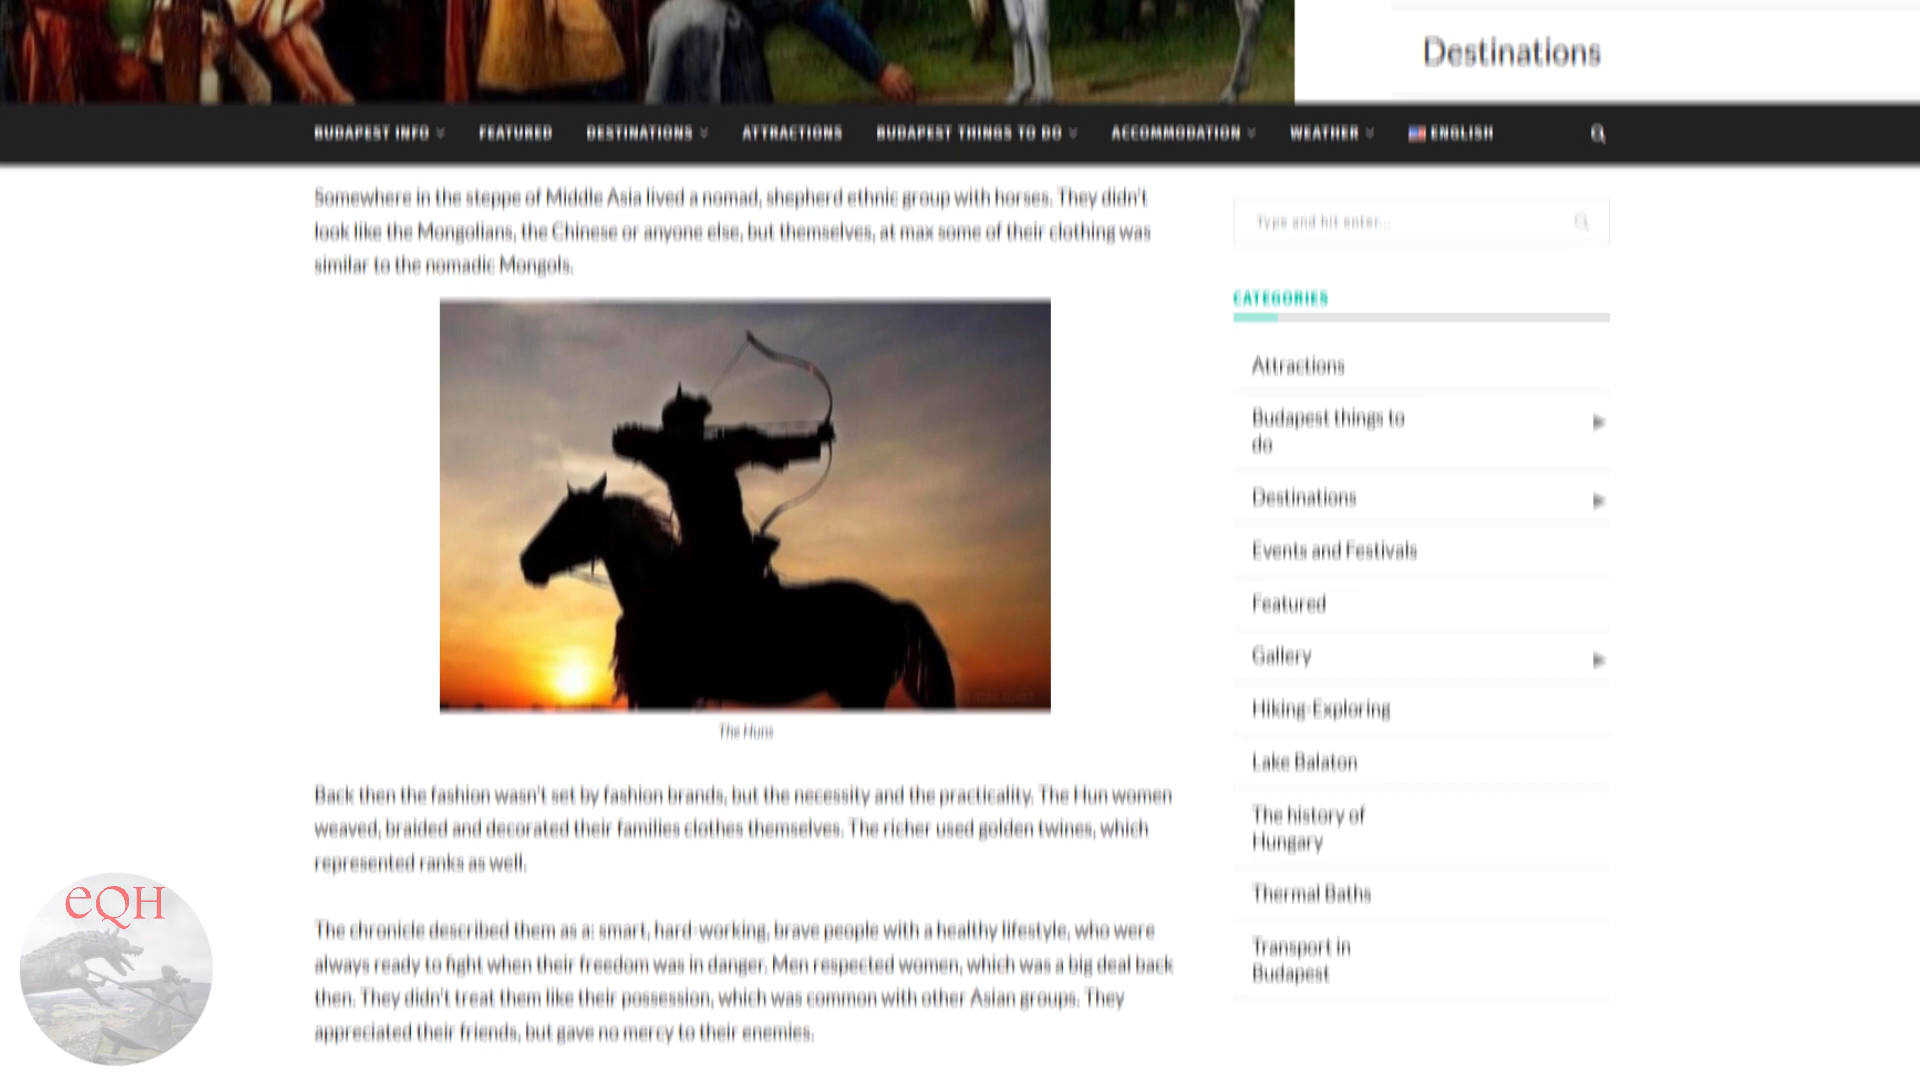 Destinations
BUDAPEST INFO
FEATURED
DESTINATIONS
ATTRACTIONS
BUDAPEST THINGS TO DO
ACCOMMODATION
WEATHER
ENGLISH
Somewhere in the steppe of Middle Asia lived a nomad, shepherd ethnic group with horses. They didn't
look like the Mongolians, the Chinese or anyone else, but themselves, at max some of their clothing was
similar to the nomadic Mongols.
The Huns
Back then the fashion wasn't set by fashion brands, but the necessity and the practicality. The Hun women
weaved, braided and decorated their families clothes themselves. The richer used golden twines, which
represented ranks as well.
The chronicle described them as a: smart, hard-working, brave people with a healthy lifestyle, who were
always ready to fight when their freedom was in danger. Men respected women, which was a big deal back
then. They didn't treat them like their possession, which was common with other Asian groups. They
appreciated their friends, but gave no mercy to their enemies.
Type and hit enter...
CATEGORIES
Attractions
Budapest things to
do
Destinations
Events and Festivals
Featured
Gallery
Hiking-Exploring
Lake Balaton
The history of
Hungary
Thermal Baths
Transport in
Budapest
eQH